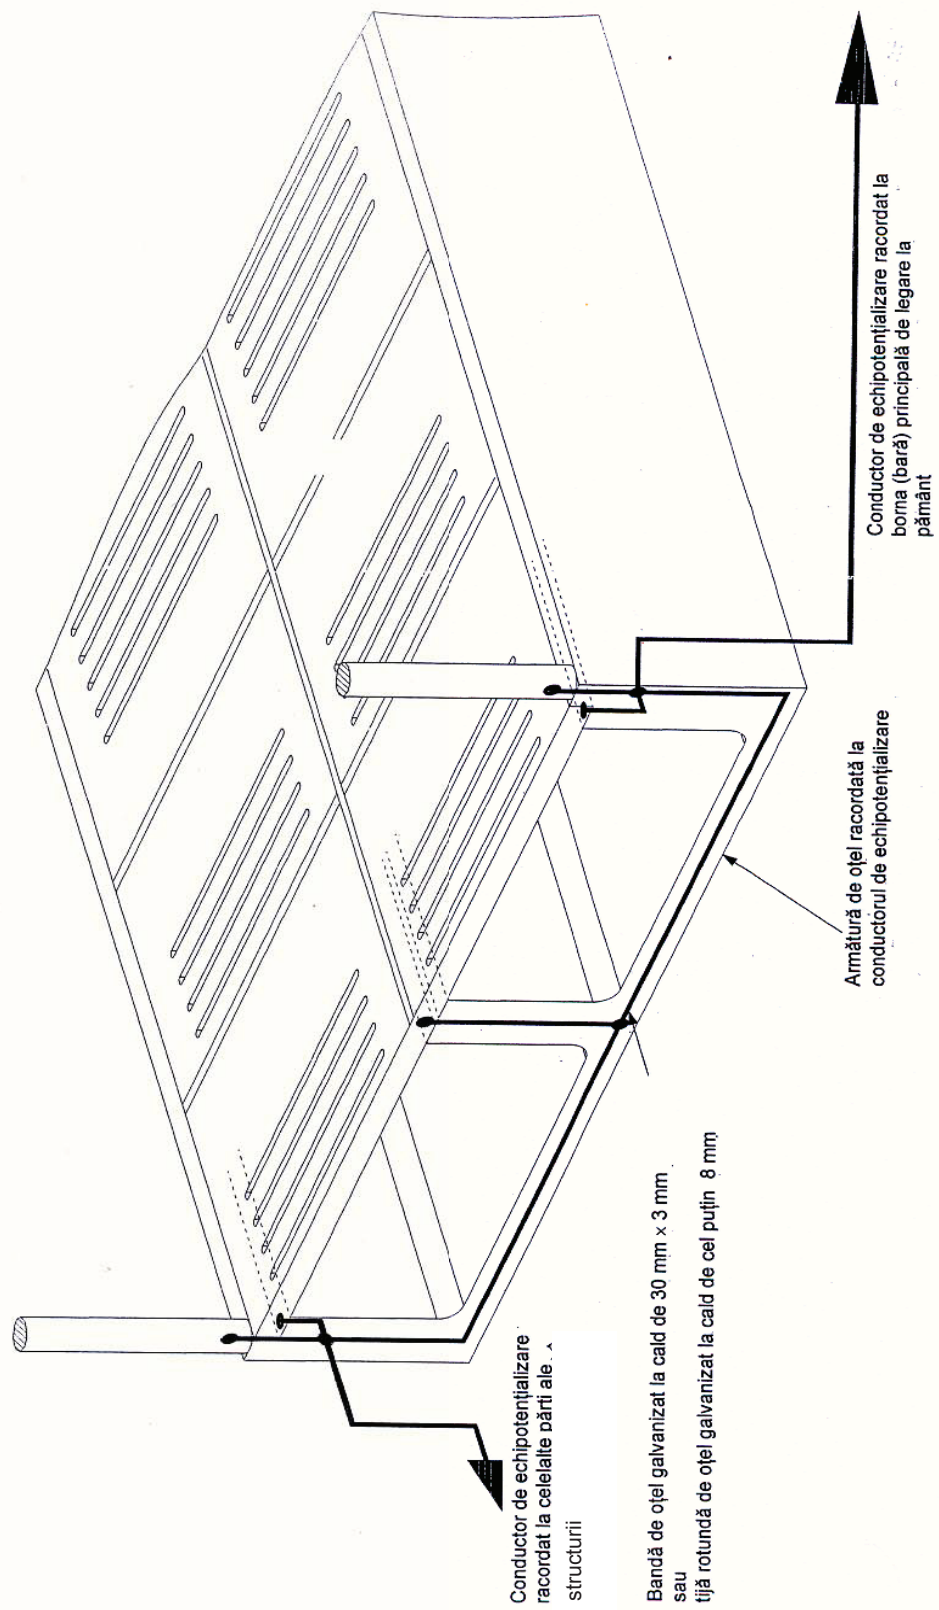 Conductor de echipotențializare
racordat la celelalte părti ale
structurii
Bandă de oțel galvanizat la cald de 30 mm x 3 mm
sau
tijă rotundă de oțel galvanizat la cald de cel puțin 8 mm
Armătură de oțel racordată la
conductorul de echipotențializare
Conductor de echipotențializare racordat la
borna (bară) principală de legare la
pământ